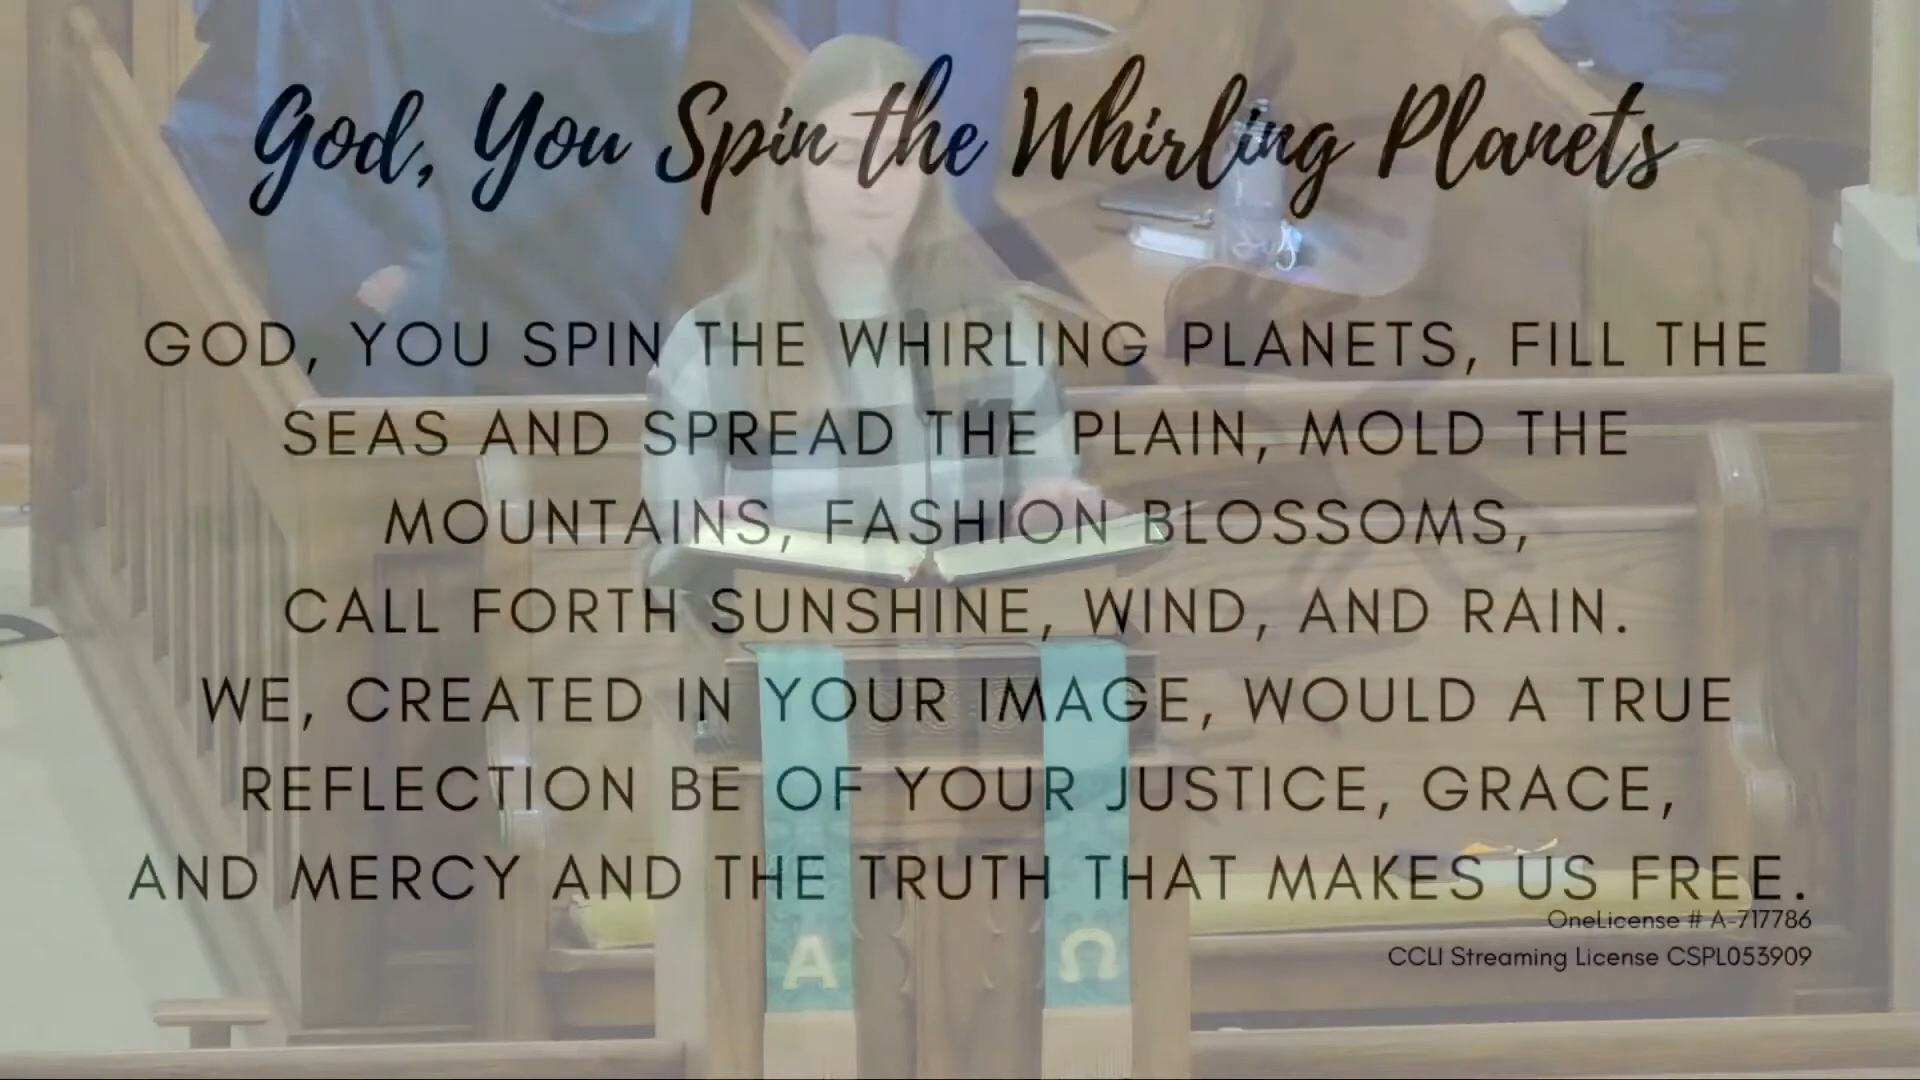 God, You Spin the Whirling Planets
GOD, YOU SPIN THE WHIRLING PLANETS, FILL THE
SEAS AND SPREAD THE PLAIN, MOLD THE
MOUNTAINS, FASHION BLOSSOMS,
CALL FORTH SUNSHINE, WIND, AND RAIN.
WE, CREATED IN YOUR IMAGE, WOULD A TRUE
REFLECTION BE OF YOUR JUSTICE, GRACE,
AND MERCY AND THE TRUTH THAT MAKES US FREE.
OneLicense # A-717786
CCLI Streaming License CSPL053909
Α Ω